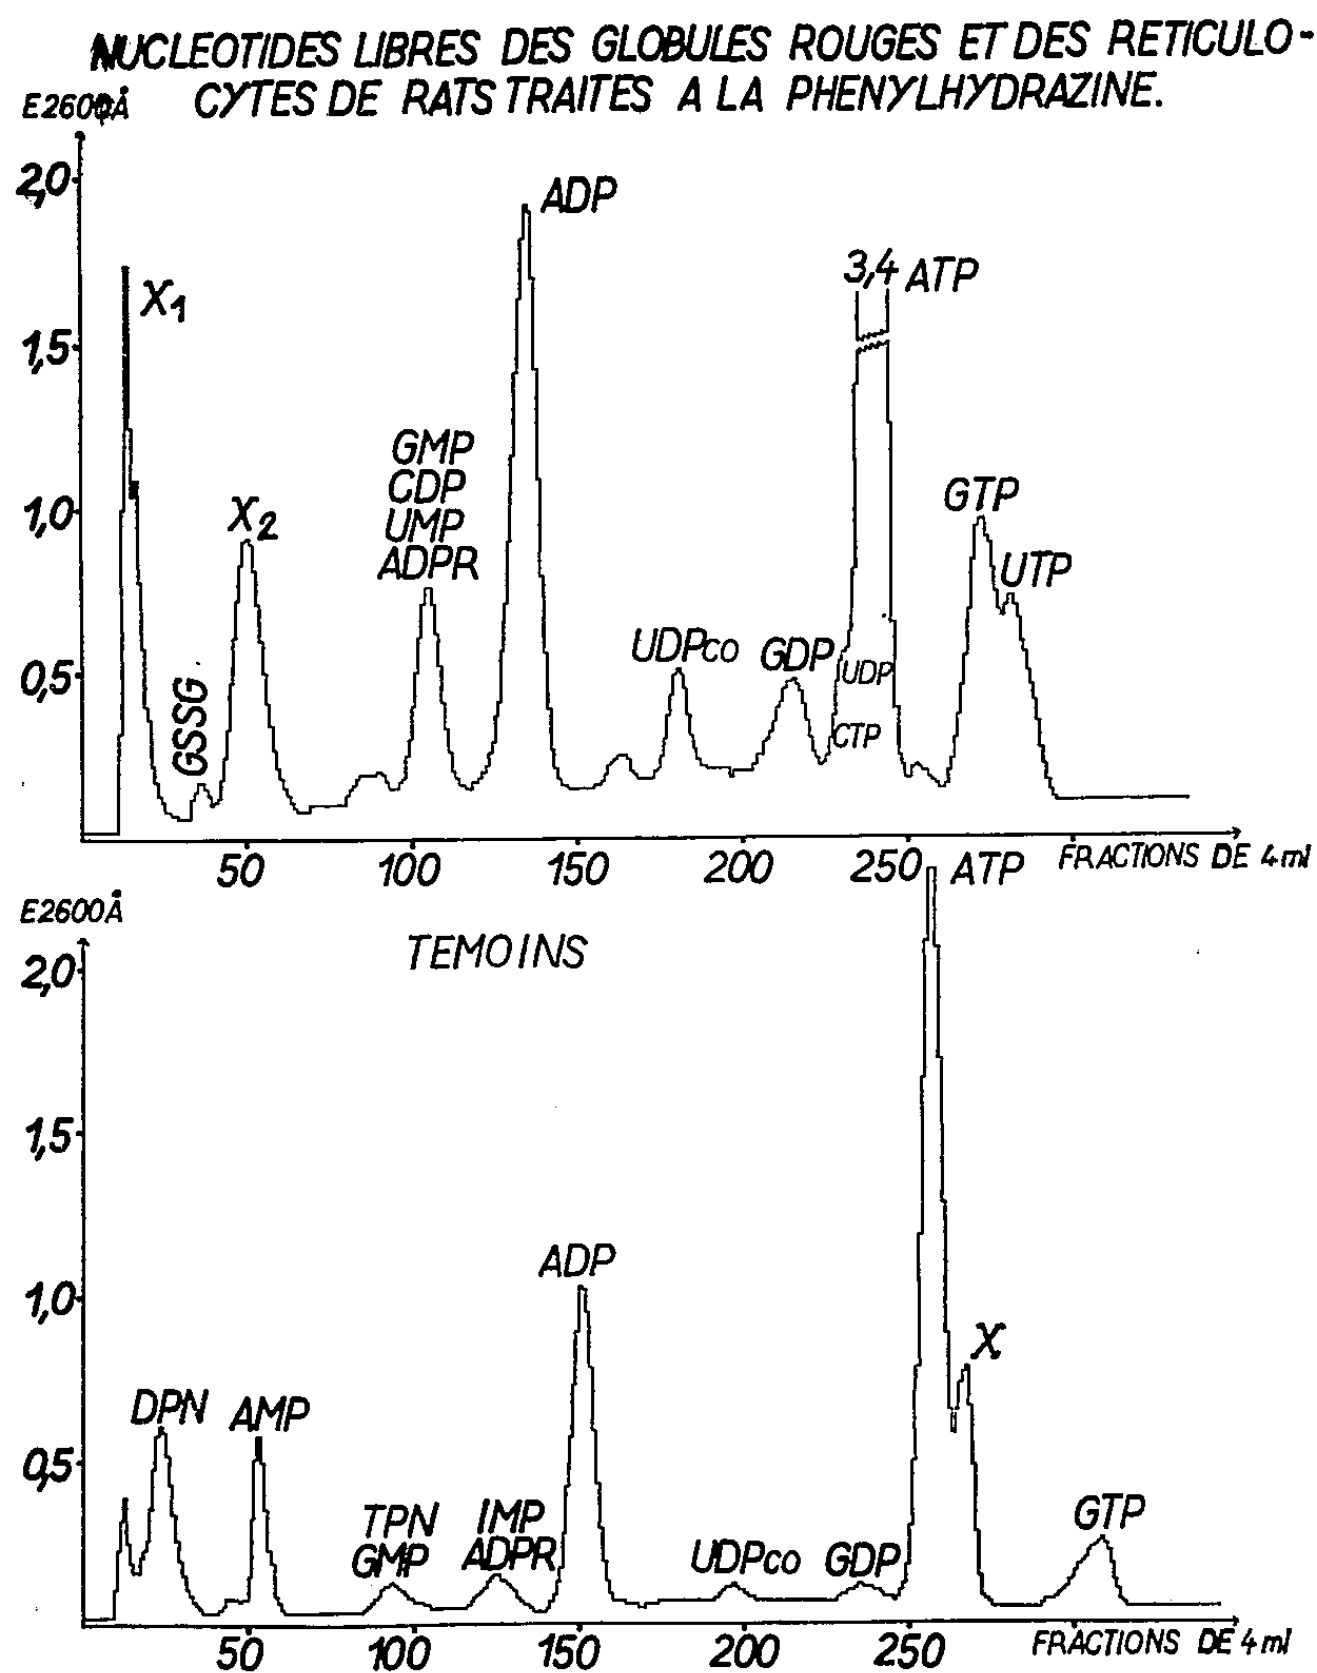 NUCLEOTIDES LIBRES DES GLOBULES ROUGES ET DES RETICULO-
CYTES DE RATS TRAITES A LA PHENYLHYDRAZINE.
E2600Å
2,0
1,5
1,0
0,5
X1
GSSG
X2
GMP
CDP
UMP
ADPR
ADP
UDPco
GDP
UDP
CTP
3,4 ATP
GTP
UTP
50 100 150 200 250 FRACTIONS DE 4ml
E2600Å
TEMOINS
2,0
1,5
1,0
0,5
DPN
AMP
TPN
GMP
IMP
ADPR
ADP
UDPco
GDP
ATP
X
GTP
50 100 150 200 250 FRACTIONS DE 4ml